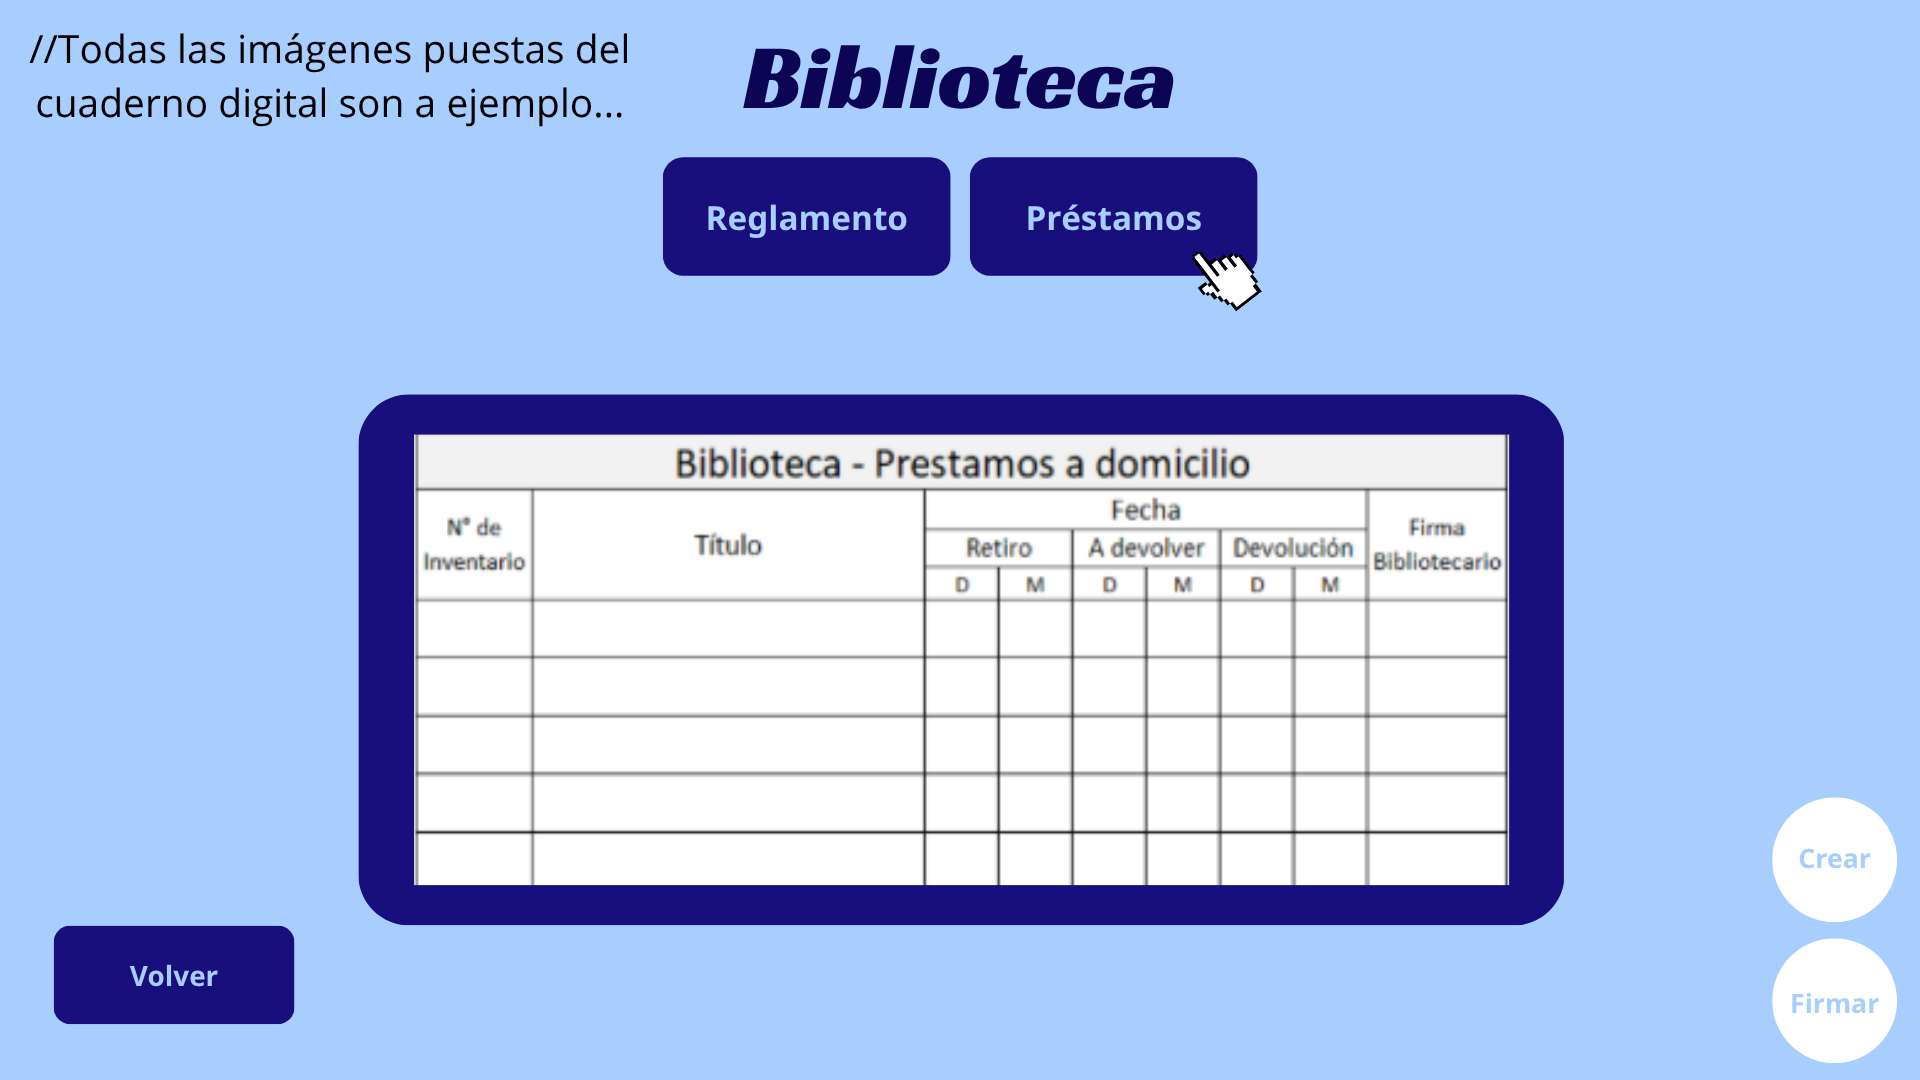 //Todas las imágenes puestas del
cuaderno digital son a ejemplo...
Biblioteca
Reglamento
Préstamos
Biblioteca - Prestamos a domicilio
N° de
Inventario
Título
Fecha
Retiro
A devolver
Devolución
D
M
D
M
D
M
Firma
Bibliotecario
Volver
Crear
Firmar